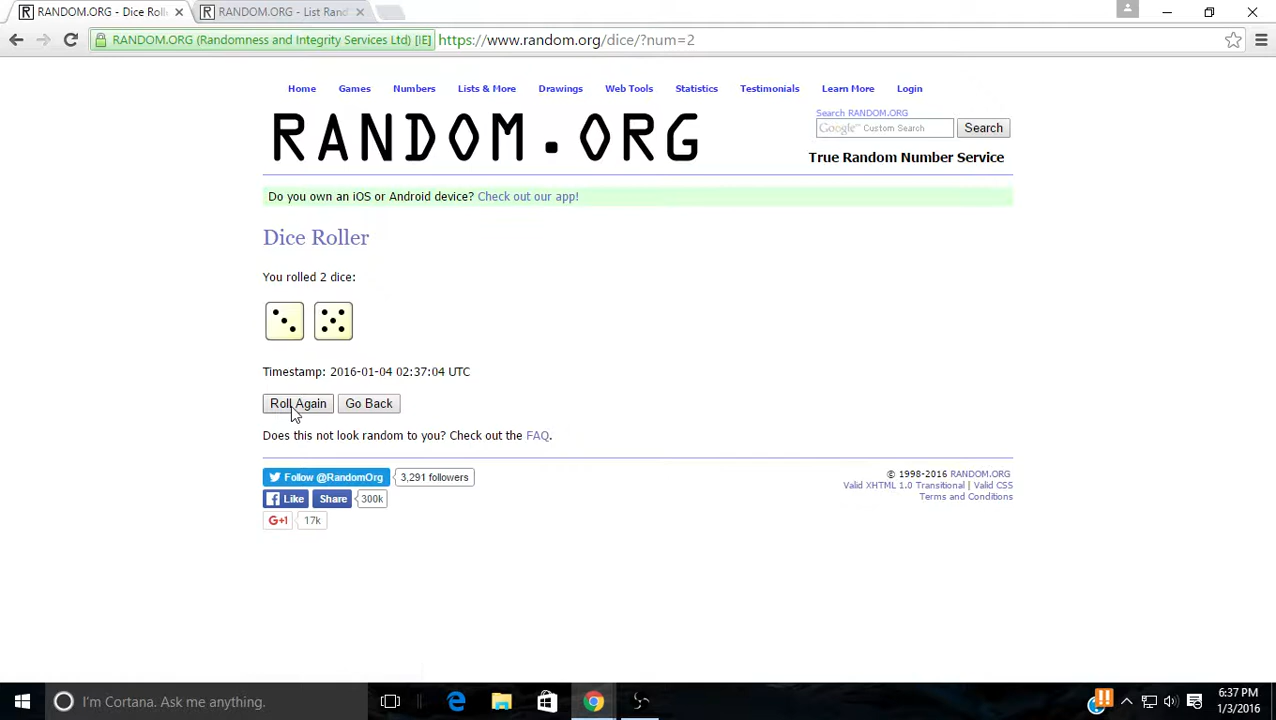 RANDOM.ORG - Dice Roll
RANDOM.ORG - List Rand
RANDOM.ORG (Randomness and Integrity Services Ltd) [IE]
https://www.random.org/dice/?num=2
Home Games Numbers Lists & More Drawings Web Tools Statistics Testimonials Learn More Login
RANDOM.ORG
Search RANDOM.ORG
Google™ Custom Search
Search
True Random Number Service
Do you own an iOS or Android device? Check out our app!
Dice Roller
You rolled 2 dice:
Timestamp: 2016-01-04 02:37:04 UTC
Roll Again Go Back
Does this not look random to you? Check out the FAQ.
Follow @RandomOrg 3,291 followers
Like Share 300k
G+1 17k
© 1998-2016 RANDOM.ORG
Valid XHTML 1.0 Transitional | Valid CSS
Terms and Conditions
I'm Cortana. Ask me anything.
6:37 PM
1/3/2016